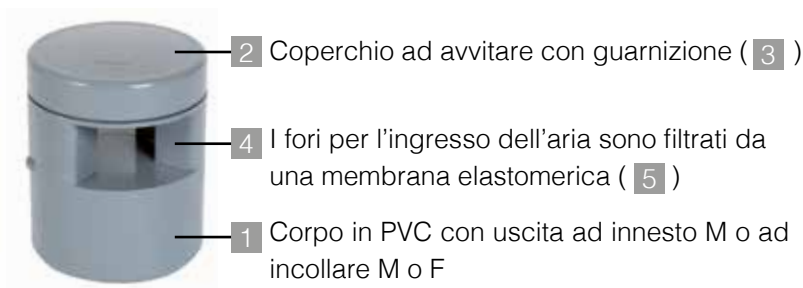 2 Coperchio ad avvitare con guarnizione ( 3 )
4 I fori per l'ingresso dell'aria sono filtrati da
una membrana elastomerica ( 5 )
1 Corpo in PVC con uscita ad innesto M o ad
incollare M o F